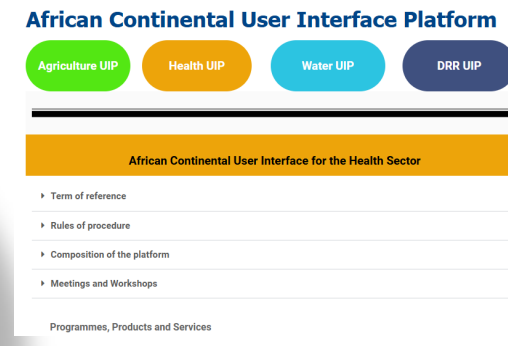 African Continental User Interface Platform
Agriculture UIP
Health UIP
Water UIP
DRR UIP
African Continental User Interface for the Health Sector
Term of reference
Rules of procedure
Composition of the platform
Meetings and Workshops
Programmes, Products and Services